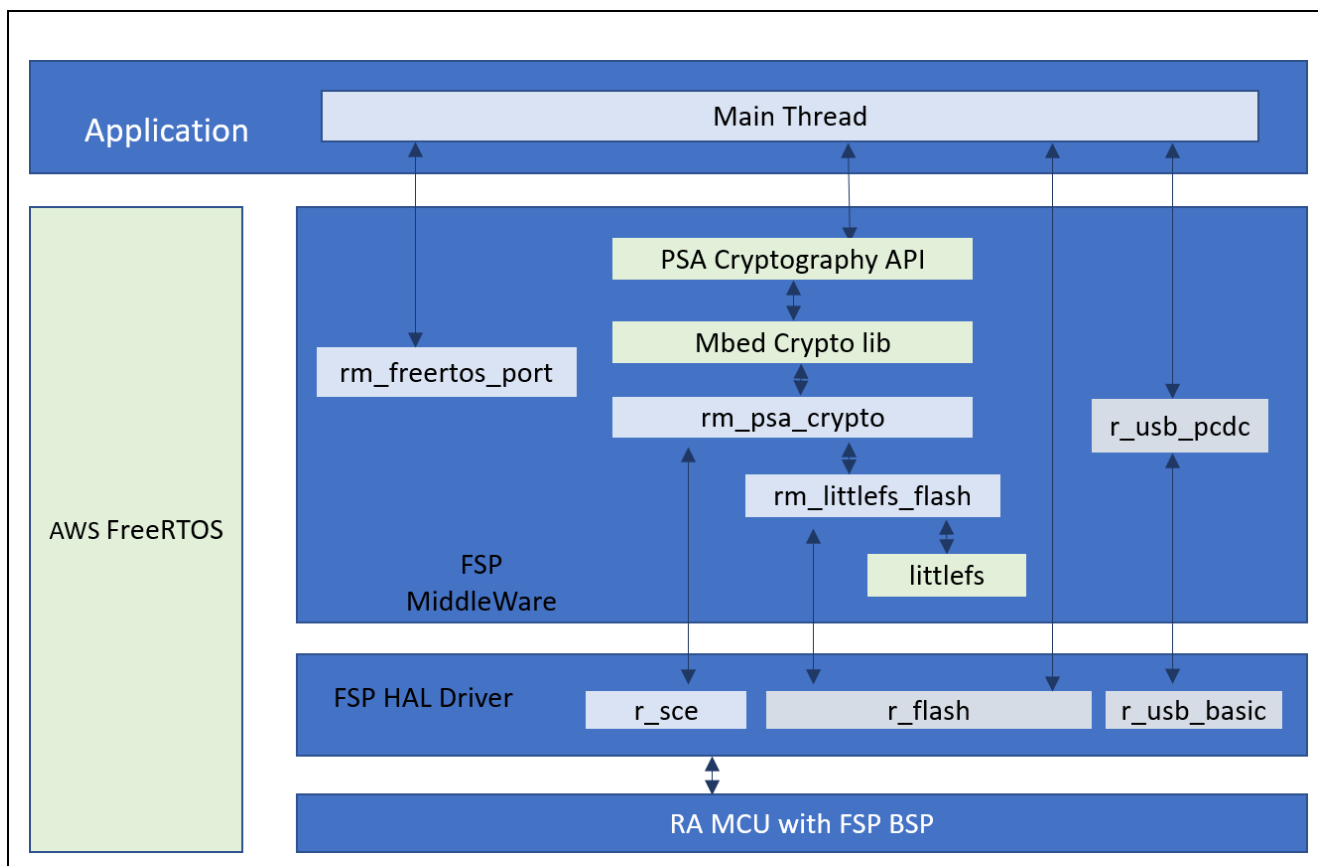 Main Thread
Application
PSA Cryptography API
Mbed Crypto lib
rm_freertos_port
rm_psa_crypto
r_usb_pcdc
rm_littlefs_flash
AWS FreeRTOS
littlefs
FSP
MiddleWare
FSP HAL Driver
r_sce
r_flash
r_usb_basic
RA MCU with FSP BSP